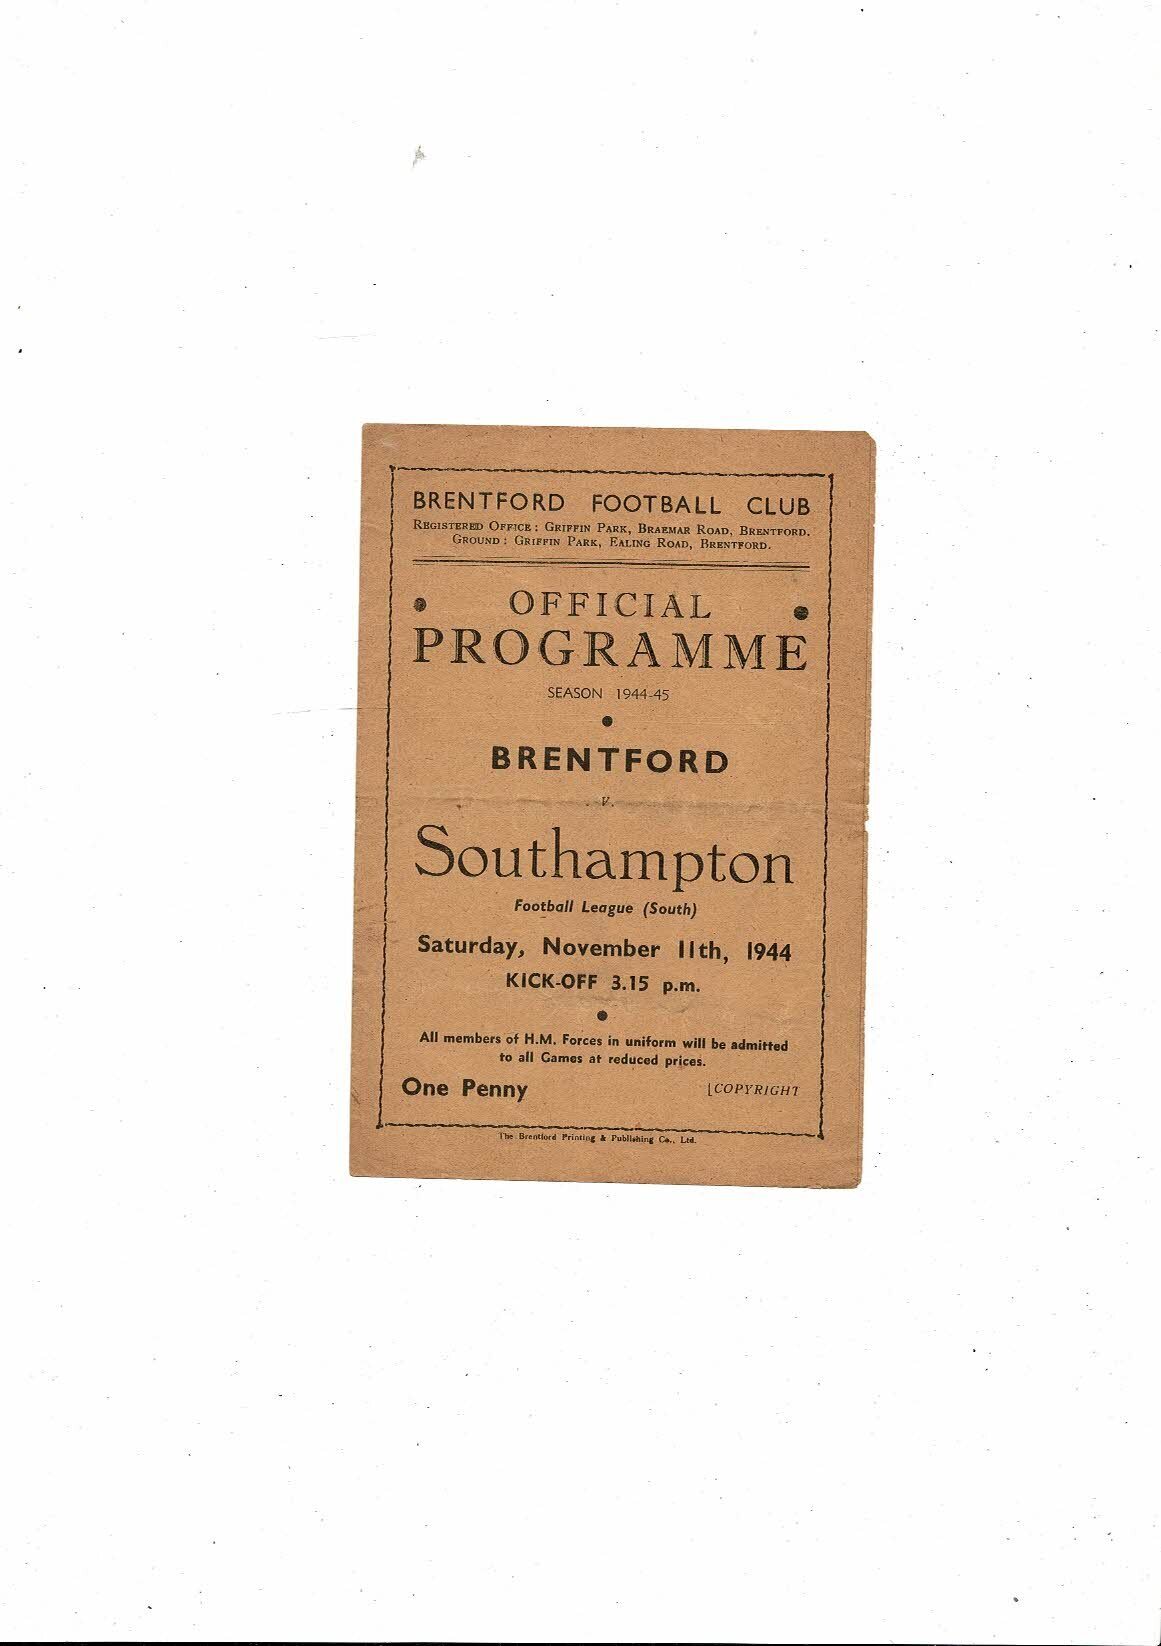 BRENTFORD FOOTBALL CLUB
REGISTERED OFFICE: GRIFFIN PARK, BRAEMAR ROAD, BRENTFORD.
GROUND: GRIFFIN PARK, EALING ROAD, BRENTFORD.
• OFFICIAL •
PROGRAMME
SEASON 1944-45
•
BRENTFORD
v.
Southampton
Football League (South)
Saturday, November 11th, 1944
KICK-OFF 3.15 p.m.
•
All members of H.M. Forces in uniform will be admitted
to all Games at reduced prices.
One Penny [COPYRIGHT
The Brentford Printing & Publishing Co., Ltd.